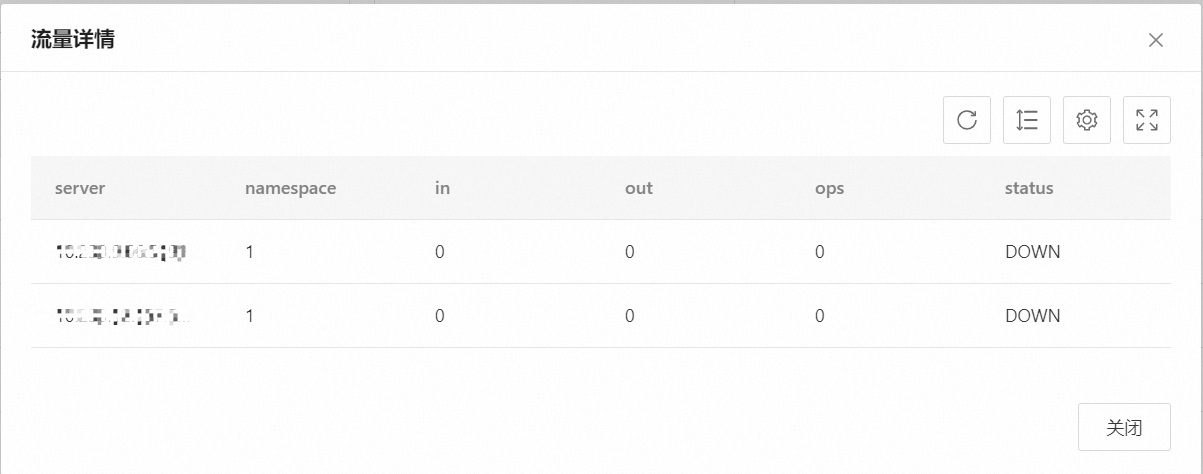 流量详情
server namespace in out ops status
1 0 0 0 DOWN
1 0 0 0 DOWN
关闭